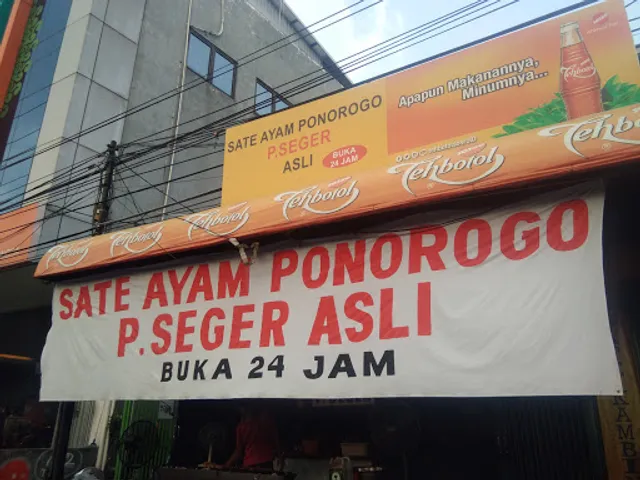 SATE AYAM PONOROGO
P.SEGER
ASLI
BUKA
24 JAM
Apapun Makanannya,
Minumnya...
Tehbotol
Tehbotol
Tehbotol
Tehbotol
Tehbotol
Tehbotol
SATE AYAM PONOROGO
P.SEGER ASLI
BUKA 24 JAM